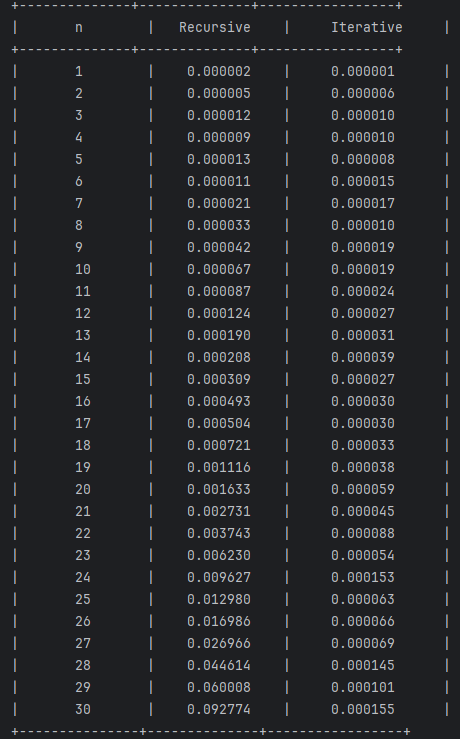 +--------------+--------------+----------------+
| n | Recursive | Iterative |
+--------------+--------------+----------------+
| 1 | 0.000002 | 0.000001 |
| 2 | 0.000005 | 0.000006 |
| 3 | 0.000012 | 0.000010 |
| 4 | 0.000009 | 0.000010 |
| 5 | 0.000013 | 0.000008 |
| 6 | 0.000011 | 0.000015 |
| 7 | 0.000021 | 0.000017 |
| 8 | 0.000033 | 0.000010 |
| 9 | 0.000042 | 0.000019 |
| 10 | 0.000067 | 0.000019 |
| 11 | 0.000087 | 0.000024 |
| 12 | 0.000124 | 0.000027 |
| 13 | 0.000190 | 0.000031 |
| 14 | 0.000208 | 0.000039 |
| 15 | 0.000309 | 0.000027 |
| 16 | 0.000493 | 0.000030 |
| 17 | 0.000504 | 0.000030 |
| 18 | 0.000721 | 0.000033 |
| 19 | 0.001116 | 0.000038 |
| 20 | 0.001633 | 0.000059 |
| 21 | 0.002731 | 0.000045 |
| 22 | 0.003743 | 0.000088 |
| 23 | 0.006230 | 0.000054 |
| 24 | 0.009627 | 0.000153 |
| 25 | 0.012980 | 0.000063 |
| 26 | 0.016986 | 0.000066 |
| 27 | 0.026966 | 0.000069 |
| 28 | 0.044614 | 0.000145 |
| 29 | 0.060008 | 0.000101 |
| 30 | 0.092774 | 0.000155 |
+---------------+--------------+-----------------+